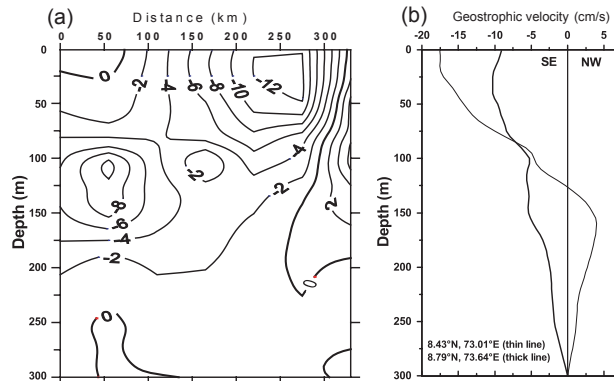 (a)
Distance (km)
0 50 100 150 200 250 300
Depth (m)
0
50
100
150
200
250
300
0
-2
-4
-6
-8
-10
-12
-4
-2
-2
-8
-6
-4
-2
2
0
0
(b)
Geostrophic velocity (cm/s)
-20 -15 -10 -5 0 5 10
SE NW
Depth (m)
0
50
100
150
200
250
300
8.43°N, 73.01°E (thin line)
8.79°N, 73.64°E (thick line)